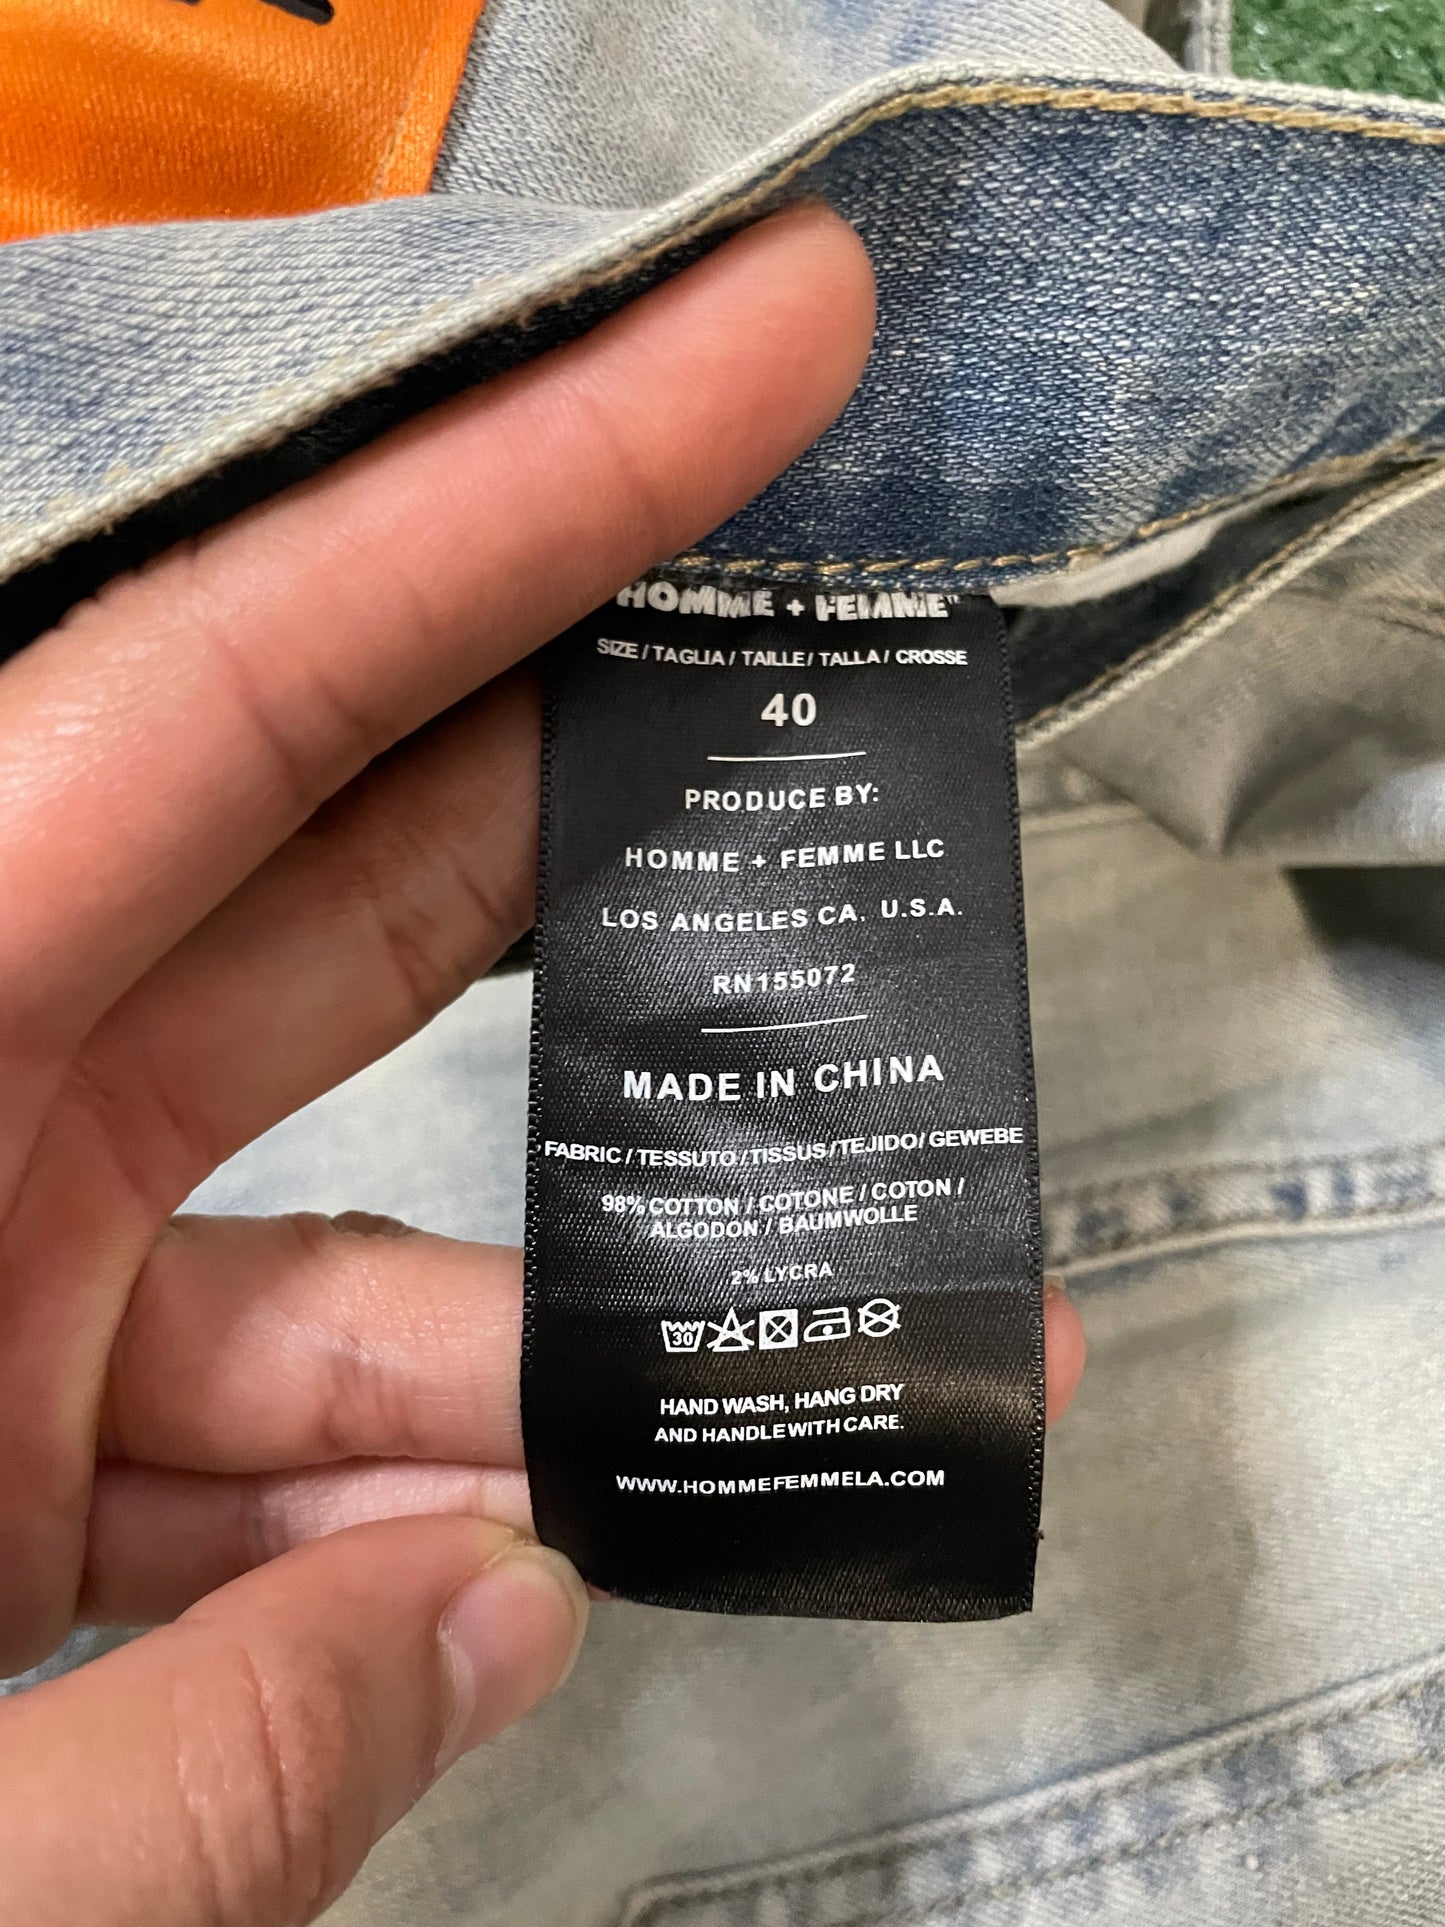 HOMME + FEMME"
SIZE / TAGLIA / TAILLE / TALLA / CROSSE
40
PRODUCE BY:
HOMME + FEMME LLC
LOS ANGELES CA. U.S.A.
RN155072
MADE IN CHINA
FABRIC / TESSUTO / TISSUS / TEJIDO / GEWEBE
98% COTTON / COTONE / COTON /
ALGODON / BAUMWOLLE
2% LYCRA
30
HAND WASH, HANG DRY
AND HANDLE WITH CARE.
WWW.HOMMEFEMMELA.COM